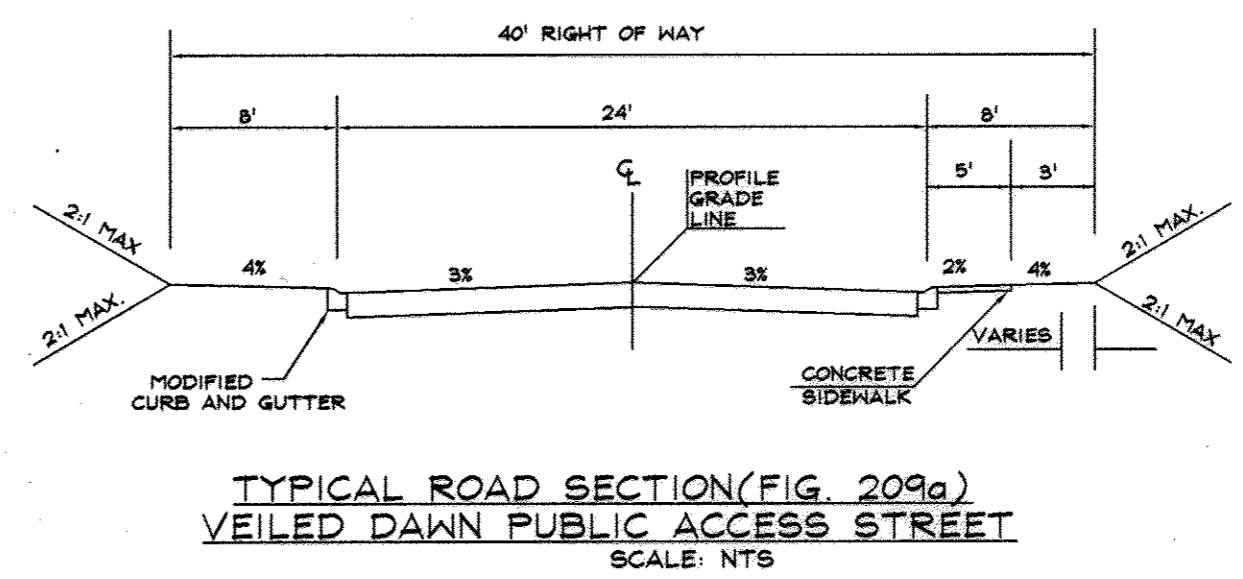 40' RIGHT OF WAY
8'
24'
8'
5'
3'
℄
PROFILE
GRADE
LINE
2:1 MAX
2:1 MAX.
4%
3%
3%
2%
4%
2:1 MAX.
2:1 MAX
VARIES
MODIFIED
CURB AND GUTTER
CONCRETE
SIDEWALK
TYPICAL ROAD SECTION(FIG. 209a)
VEILED DAWN PUBLIC ACCESS STREET
SCALE: NTS